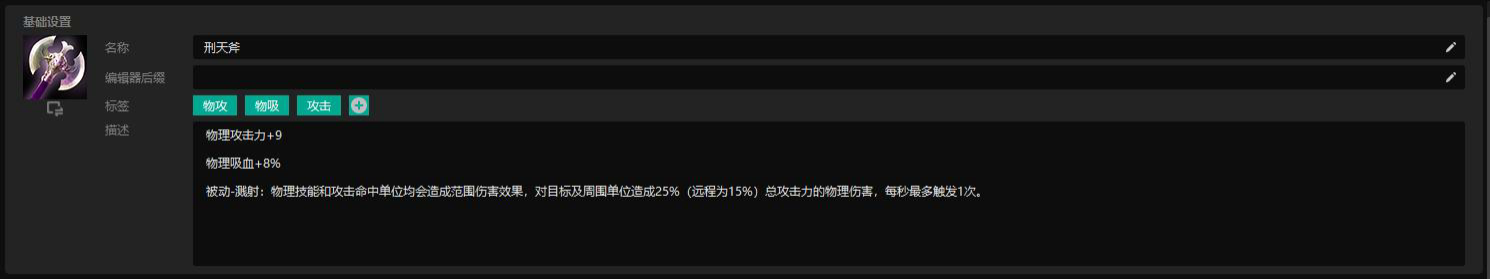 基础设置
名称 刑天斧
编辑器后缀
标签 物攻 物吸 攻击
描述
物理攻击力+9
物理吸血+8%
被动-溅射：物理技能和攻击命中单位均会造成范围伤害效果，对目标及周围单位造成25%（远程为15%）总攻击力的物理伤害，每秒最多触发1次。